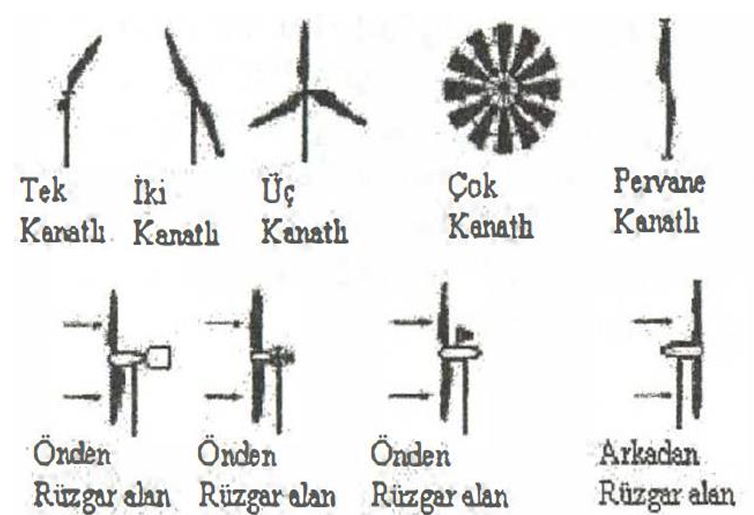 Tek
Kanatlı
İki
Kanatlı
Üç
Kanatlı
Çok
Kanatlı
Pervane
Kanatlı
Önden
Rüzgar alan
Önden
Rüzgar alan
Önden
Rüzgar alan
Arkadan
Rüzgar alan